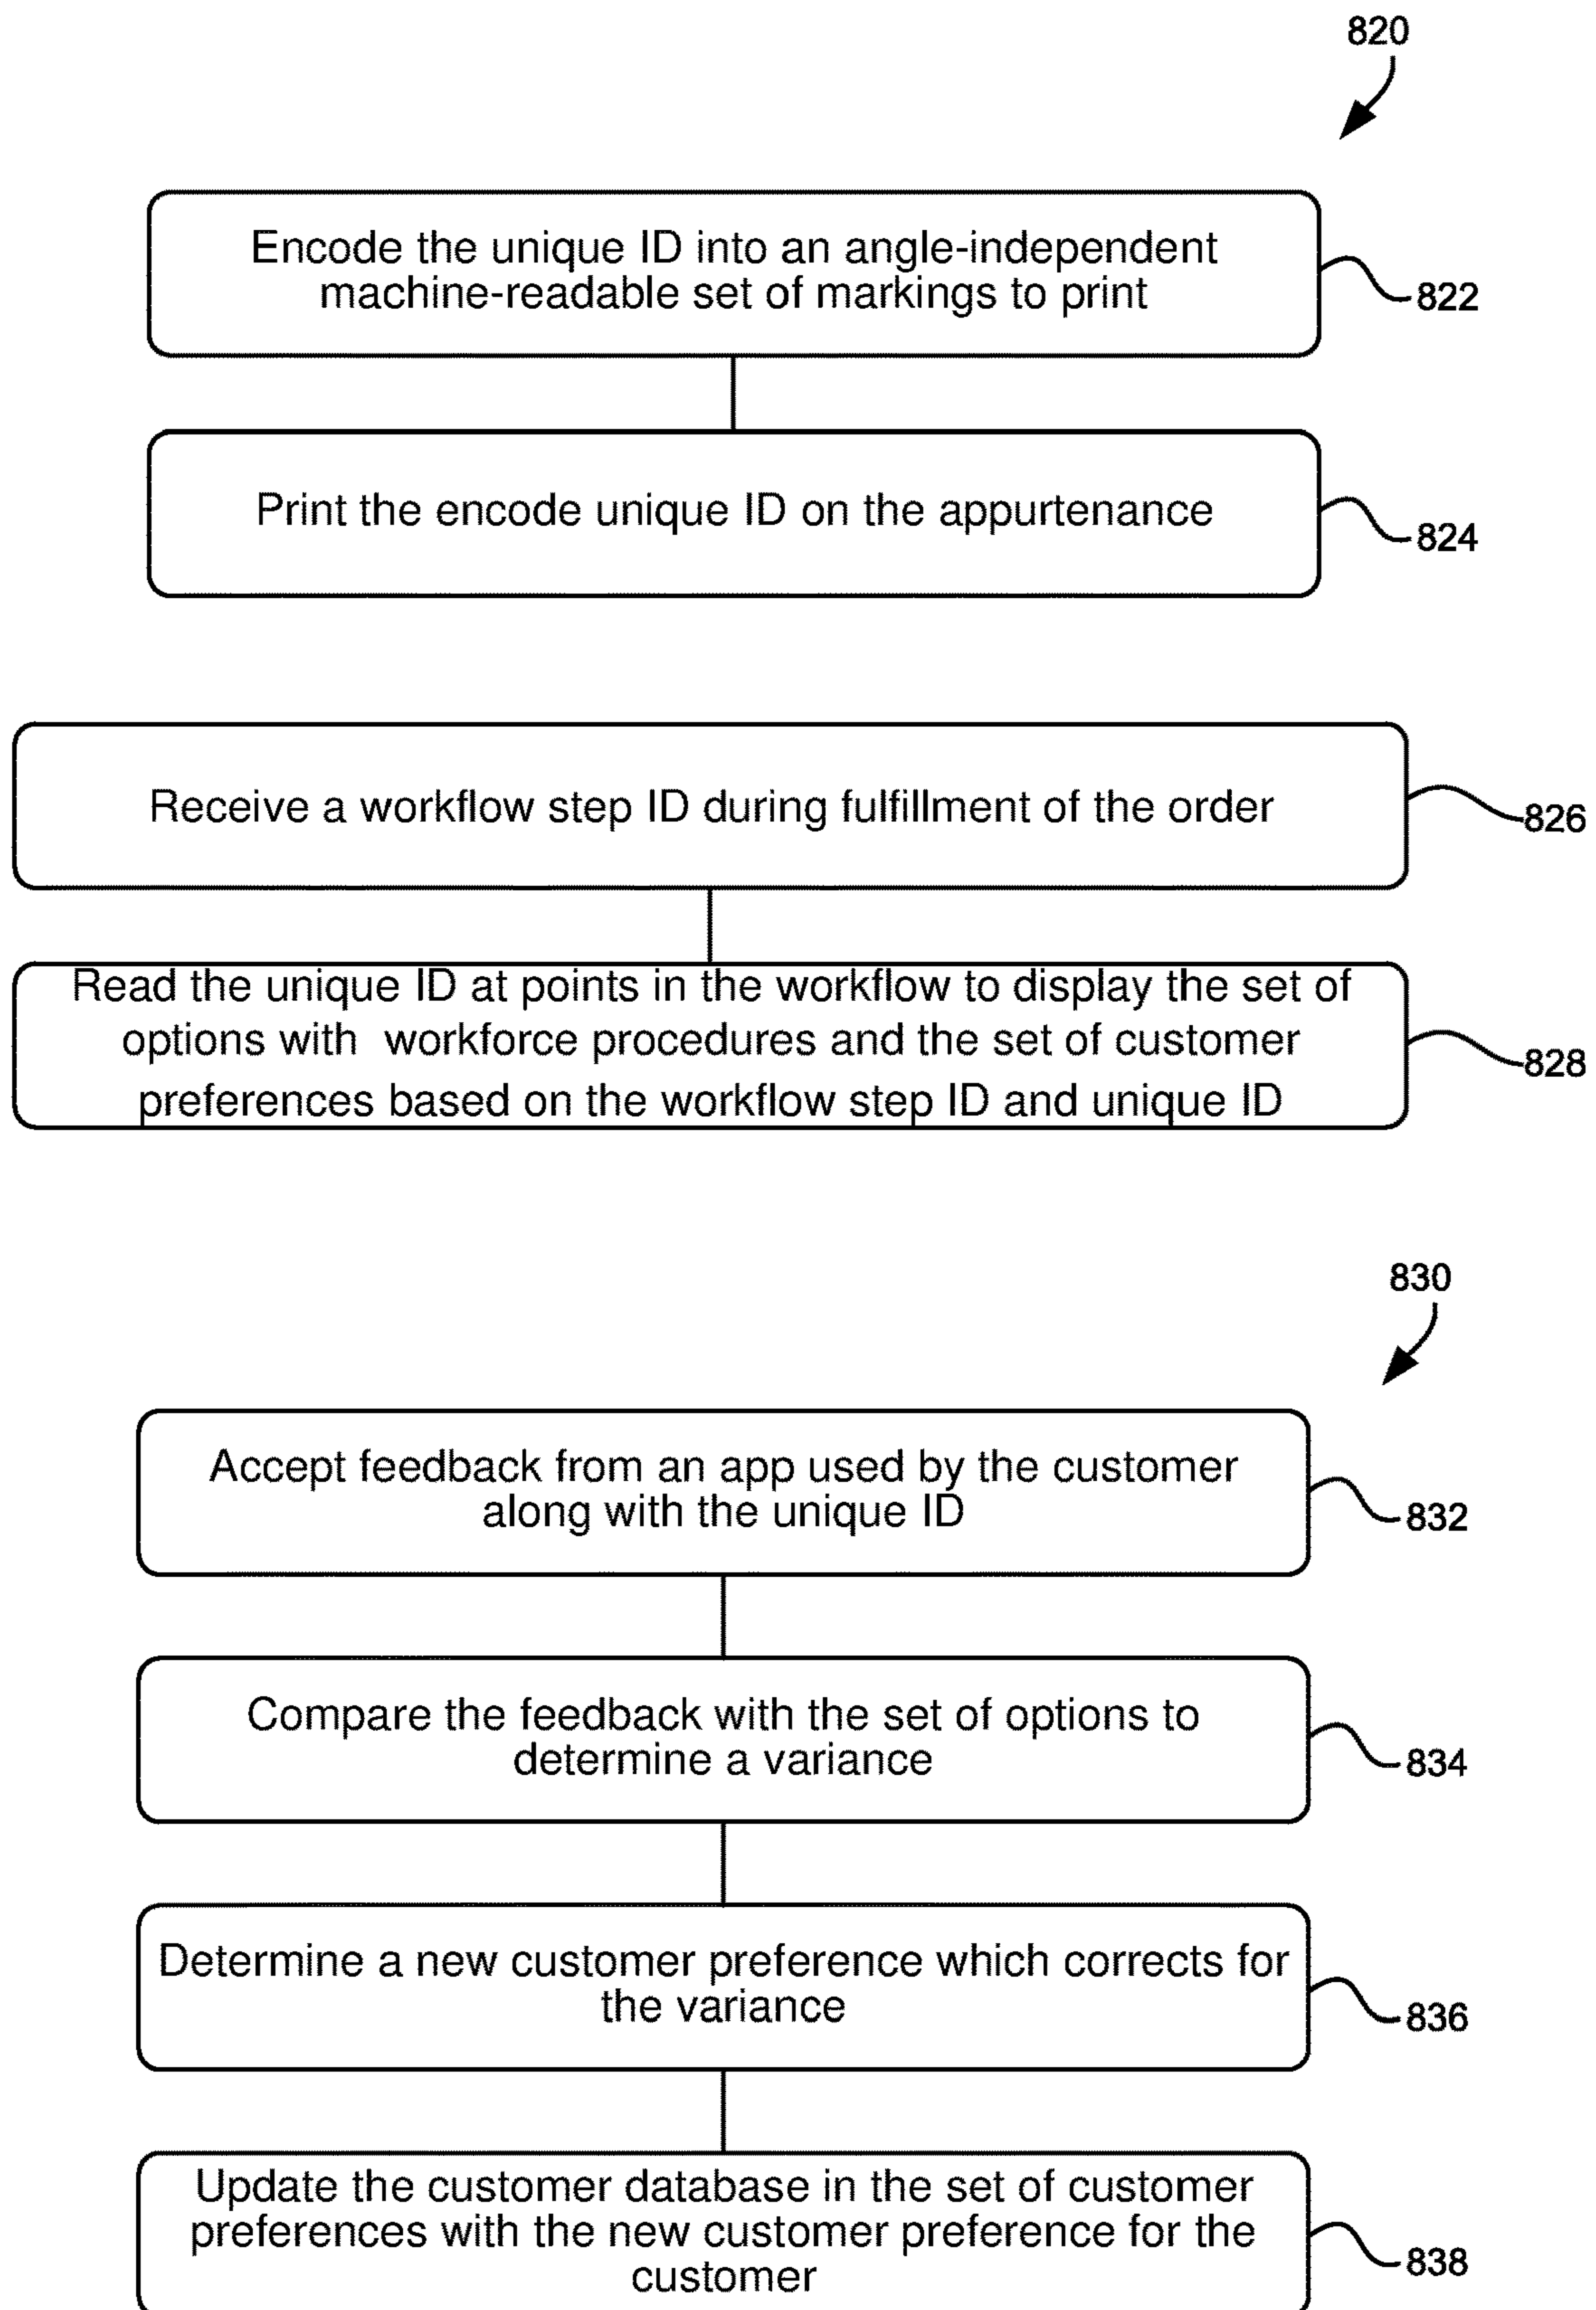 820
Encode the unique ID into an angle-independent
machine-readable set of markings to print
822
Print the encode unique ID on the appurtenance
824
Receive a workflow step ID during fulfillment of the order
826
Read the unique ID at points in the workflow to display the set of
options with workforce procedures and the set of customer
preferences based on the workflow step ID and unique ID
828
830
Accept feedback from an app used by the customer
along with the unique ID
832
Compare the feedback with the set of options to
determine a variance
834
Determine a new customer preference which corrects for
the variance
836
Update the customer database in the set of customer
preferences with the new customer preference for the
customer
838